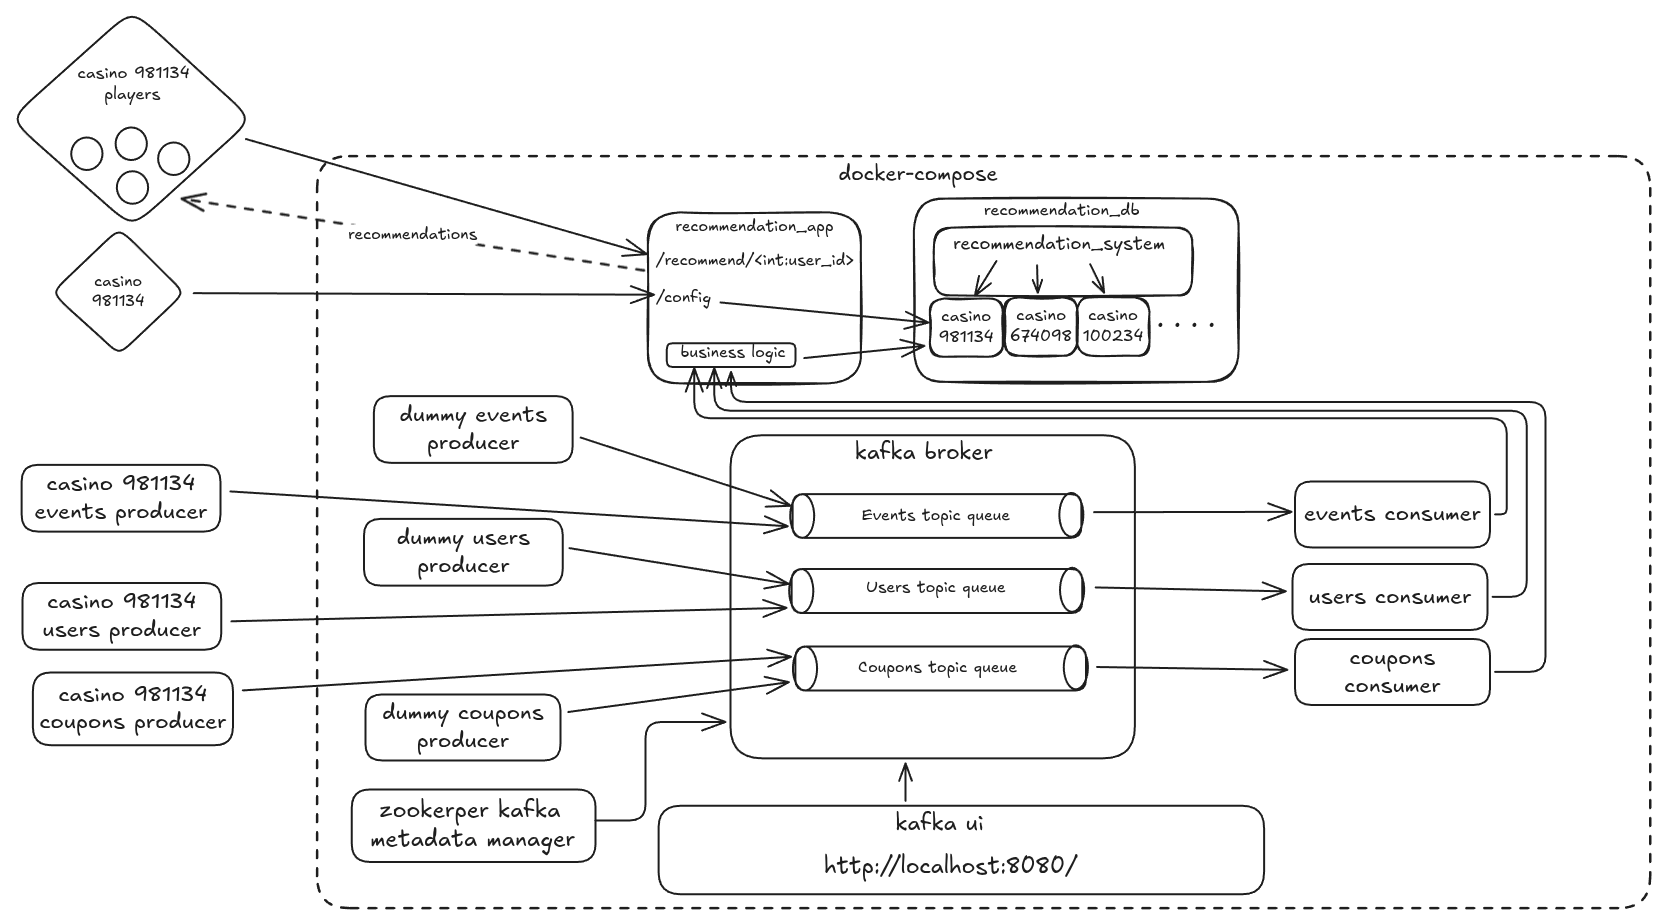 casino 981134
players
docker-compose
recommendations
casino
981134
recommendation_app
/recommend/<int:user_id>
/config
business logic
recommendation_db
recommendation_system
casino
981134
casino
674098
casino
100234
. . . .
dummy events
producer
casino 981134
events producer
dummy users
producer
casino 981134
users producer
casino 981134
coupons producer
dummy coupons
producer
zookerper kafka
metadata manager
kafka broker
Events topic queue
Users topic queue
Coupons topic queue
events consumer
users consumer
coupons
consumer
kafka ui
http://localhost:8080/